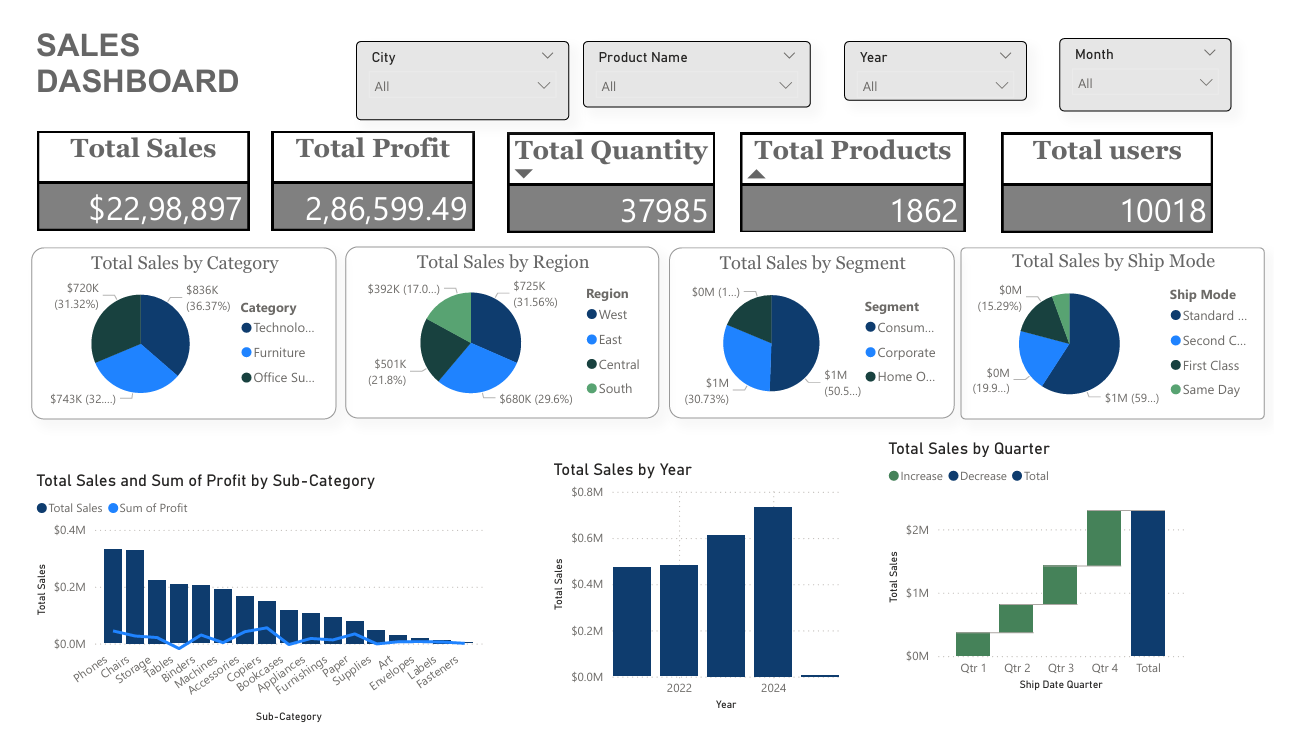 SALES
DASHBOARD
City
All
Product Name
All
Year
All
Month
All
Total Sales
$22,98,897
Total Profit
2,86,599.49
Total Quantity
37985
Total Products
1862
Total users
10018
Total Sales by Category
$720K
(31.32%)
$836K
(36.37%)
$743K (32....)
Category
Technolo...
Furniture
Office Su...
Total Sales by Region
$392K (17.0...)
$725K
(31.56%)
$501K
(21.8%)
$680K (29.6%)
Region
West
East
Central
South
Total Sales by Segment
$0M (1...)
$1M
(30.73%)
$1M
(50.5...)
Segment
Consum...
Corporate
Home O...
Total Sales by Ship Mode
$0M
(15.29%)
$0M
(19.9...)
$1M (59...)
Ship Mode
Standard ...
Second C...
First Class
Same Day
Total Sales and Sum of Profit by Sub-Category
Total Sales Sum of Profit
Total Sales
$0.4M
$0.2M
$0.0M
Phones
Chairs
Storage
Tables
Binders
Machines
Accessories
Copiers
Bookcases
Appliances
Furnishings
Paper
Supplies
Art
Envelopes
Labels
Fasteners
Sub-Category
Total Sales by Year
Total Sales
$0.8M
$0.6M
$0.4M
$0.2M
$0.0M
2022 2024
Year
Total Sales by Quarter
Increase Decrease Total
Total Sales
$2M
$1M
$0M
Qtr 1 Qtr 2 Qtr 3 Qtr 4 Total
Ship Date Quarter